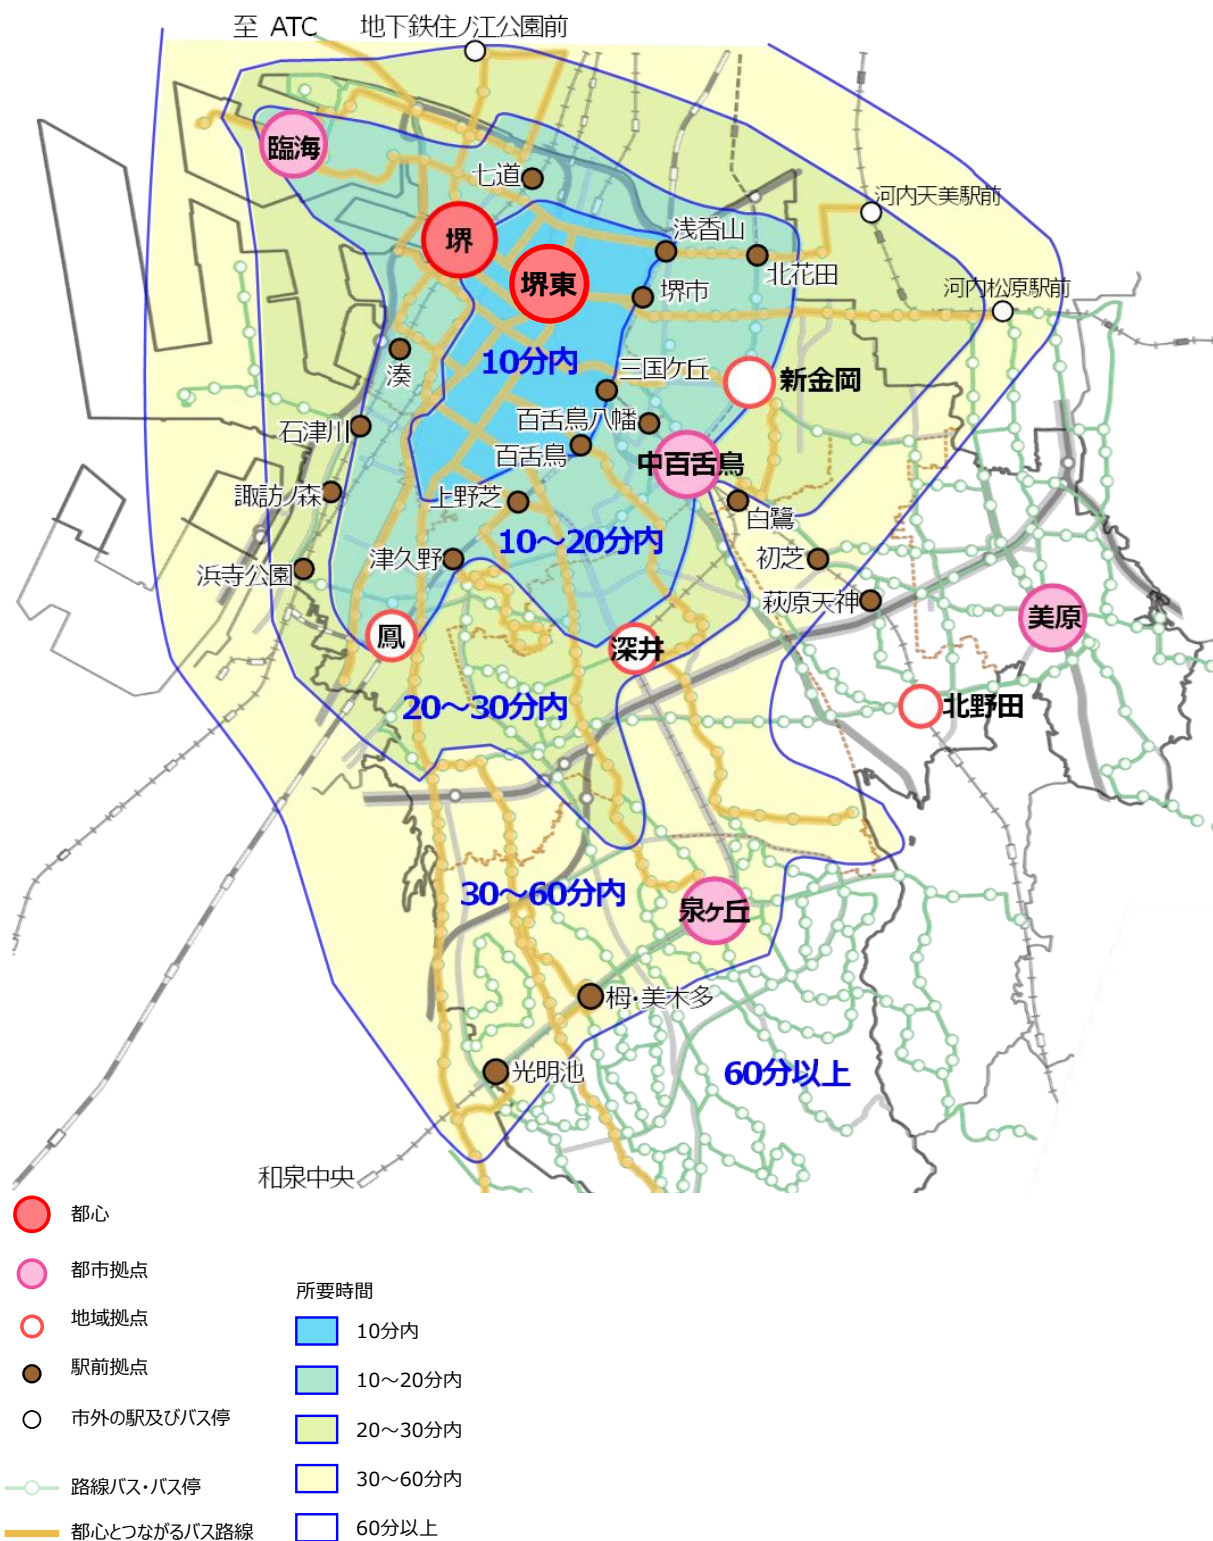 至 ATC
地下鉄住ノ江公園前
臨海
七道
河内天美駅前
浅香山
堺
北花田
堺東
堺市
河内松原駅前
湊
10分内
三国ケ丘
新金岡
百舌鳥八幡
石津川
百舌鳥
中百舌鳥
諏訪ノ森
上野芝
白鷺
10～20分内
浜寺公園
津久野
初芝
萩原天神
美原
鳳
深井
20～30分内
北野田
30～60分内
泉ヶ丘
栂・美木多
光明池
60分以上
和泉中央
都心
都市拠点
地域拠点
駅前拠点
市外の駅及びバス停
路線バス・バス停
都心とつながるバス路線
所要時間
10分内
10～20分内
20～30分内
30～60分内
60分以上